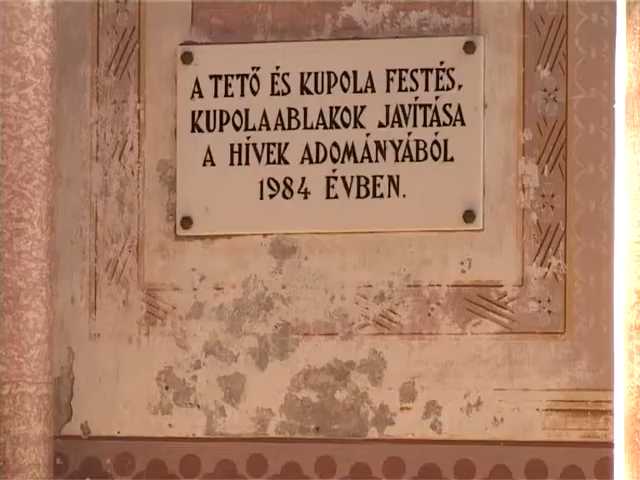 A TETŐ ÉS KUPOLA FESTÉS,
KUPOLAABLAKOK JAVÍTÁSA
A HÍVEK ADOMÁNYÁBÓL
1984 ÉVBEN.